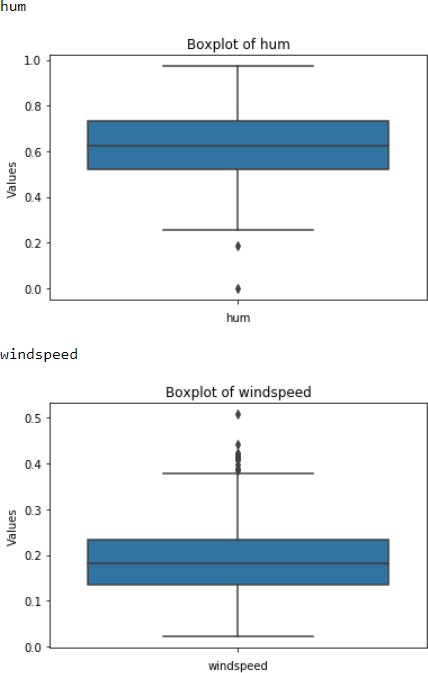 hum
Boxplot of hum
1.0
0.8
0.6
0.4
0.2
0.0
Values
hum
windspeed
Boxplot of windspeed
0.5
0.4
0.3
0.2
0.1
0.0
Values
windspeed